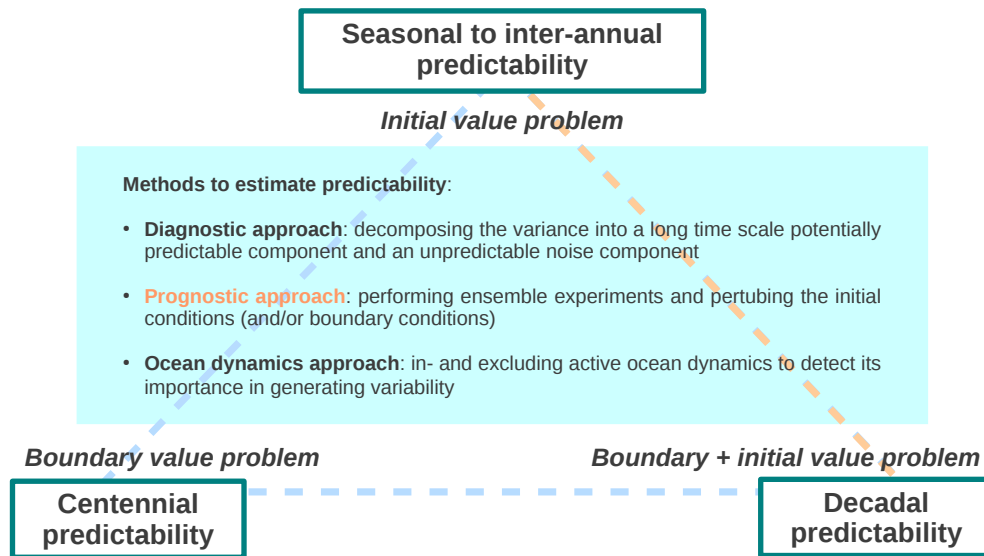 Seasonal to inter-annual
predictability
Initial value problem
Methods to estimate predictability:
• Diagnostic approach: decomposing the variance into a long time scale potentially
predictable component and an unpredictable noise component
• Prognostic approach: performing ensemble experiments and pertubing the initial
conditions (and/or boundary conditions)
• Ocean dynamics approach: in- and excluding active ocean dynamics to detect its
importance in generating variability
Boundary value problem
Boundary + initial value problem
Centennial
predictability
Decadal
predictability